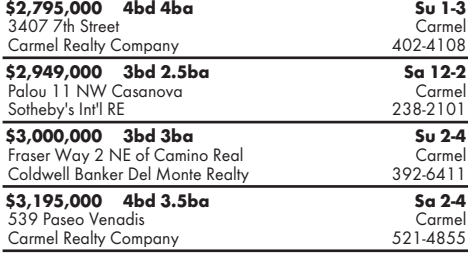 $2,795,000 4bd 4ba Su 1-3
3407 7th Street Carmel
Carmel Realty Company 402-4108
$2,949,000 3bd 2.5ba Sa 12-2
Palou 11 NW Casanova Carmel
Sotheby's Int'l RE 238-2101
$3,000,000 3bd 3ba Su 2-4
Fraser Way 2 NE of Camino Real Carmel
Coldwell Banker Del Monte Realty 392-6411
$3,195,000 4bd 3.5ba Sa 2-4
539 Paseo Venadis Carmel
Carmel Realty Company 521-4855